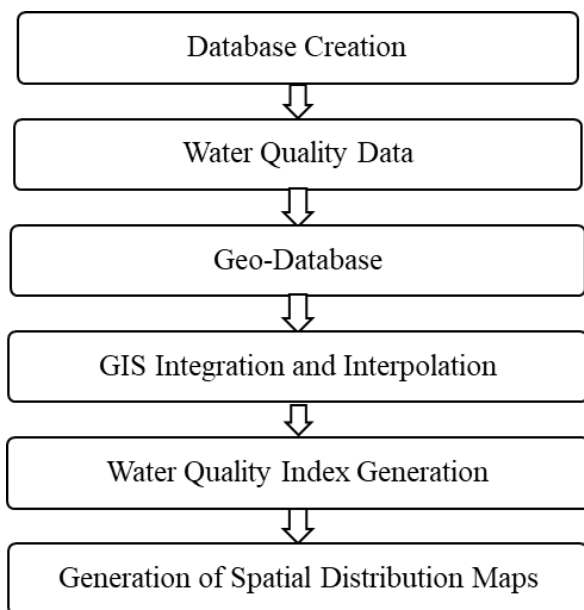 Database Creation
Water Quality Data
Geo-Database
GIS Integration and Interpolation
Water Quality Index Generation
Generation of Spatial Distribution Maps